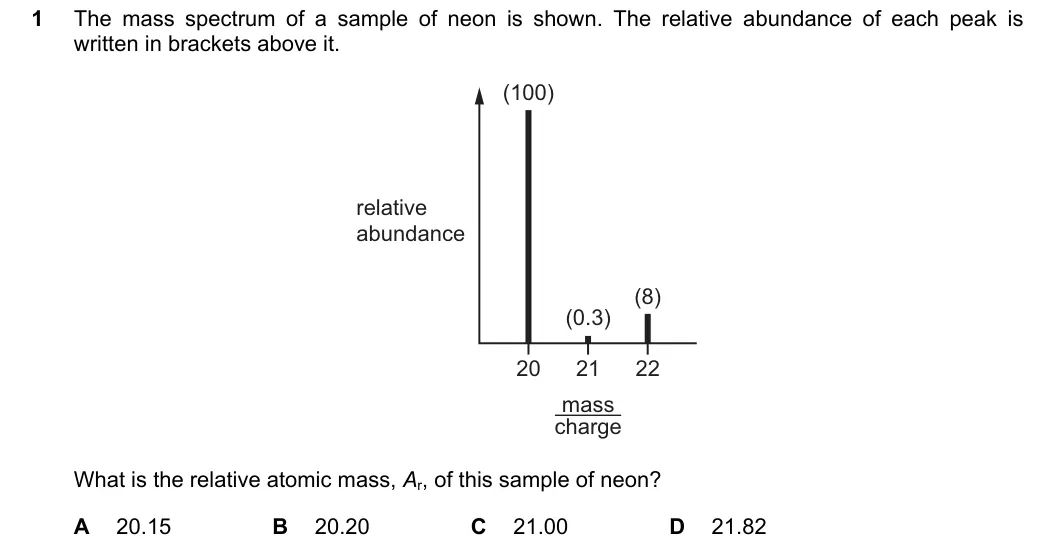 1 The mass spectrum of a sample of neon is shown. The relative abundance of each peak is
written in brackets above it.
(100)
relative
abundance
(8)
(0.3)
20 21 22
mass
charge
What is the relative atomic mass, Ar, of this sample of neon?
A 20.15 B 20.20 C 21.00 D 21.82